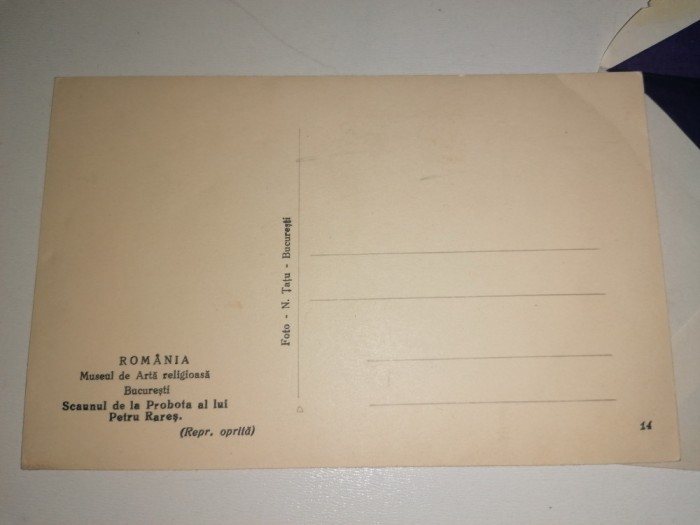 ROMÂNIA
Museul de Artă religioasă
București
Scaunul de la Probota al lui
Petru Rareș.
(Repr. oprită)
Foto - N. Tațu - București
14